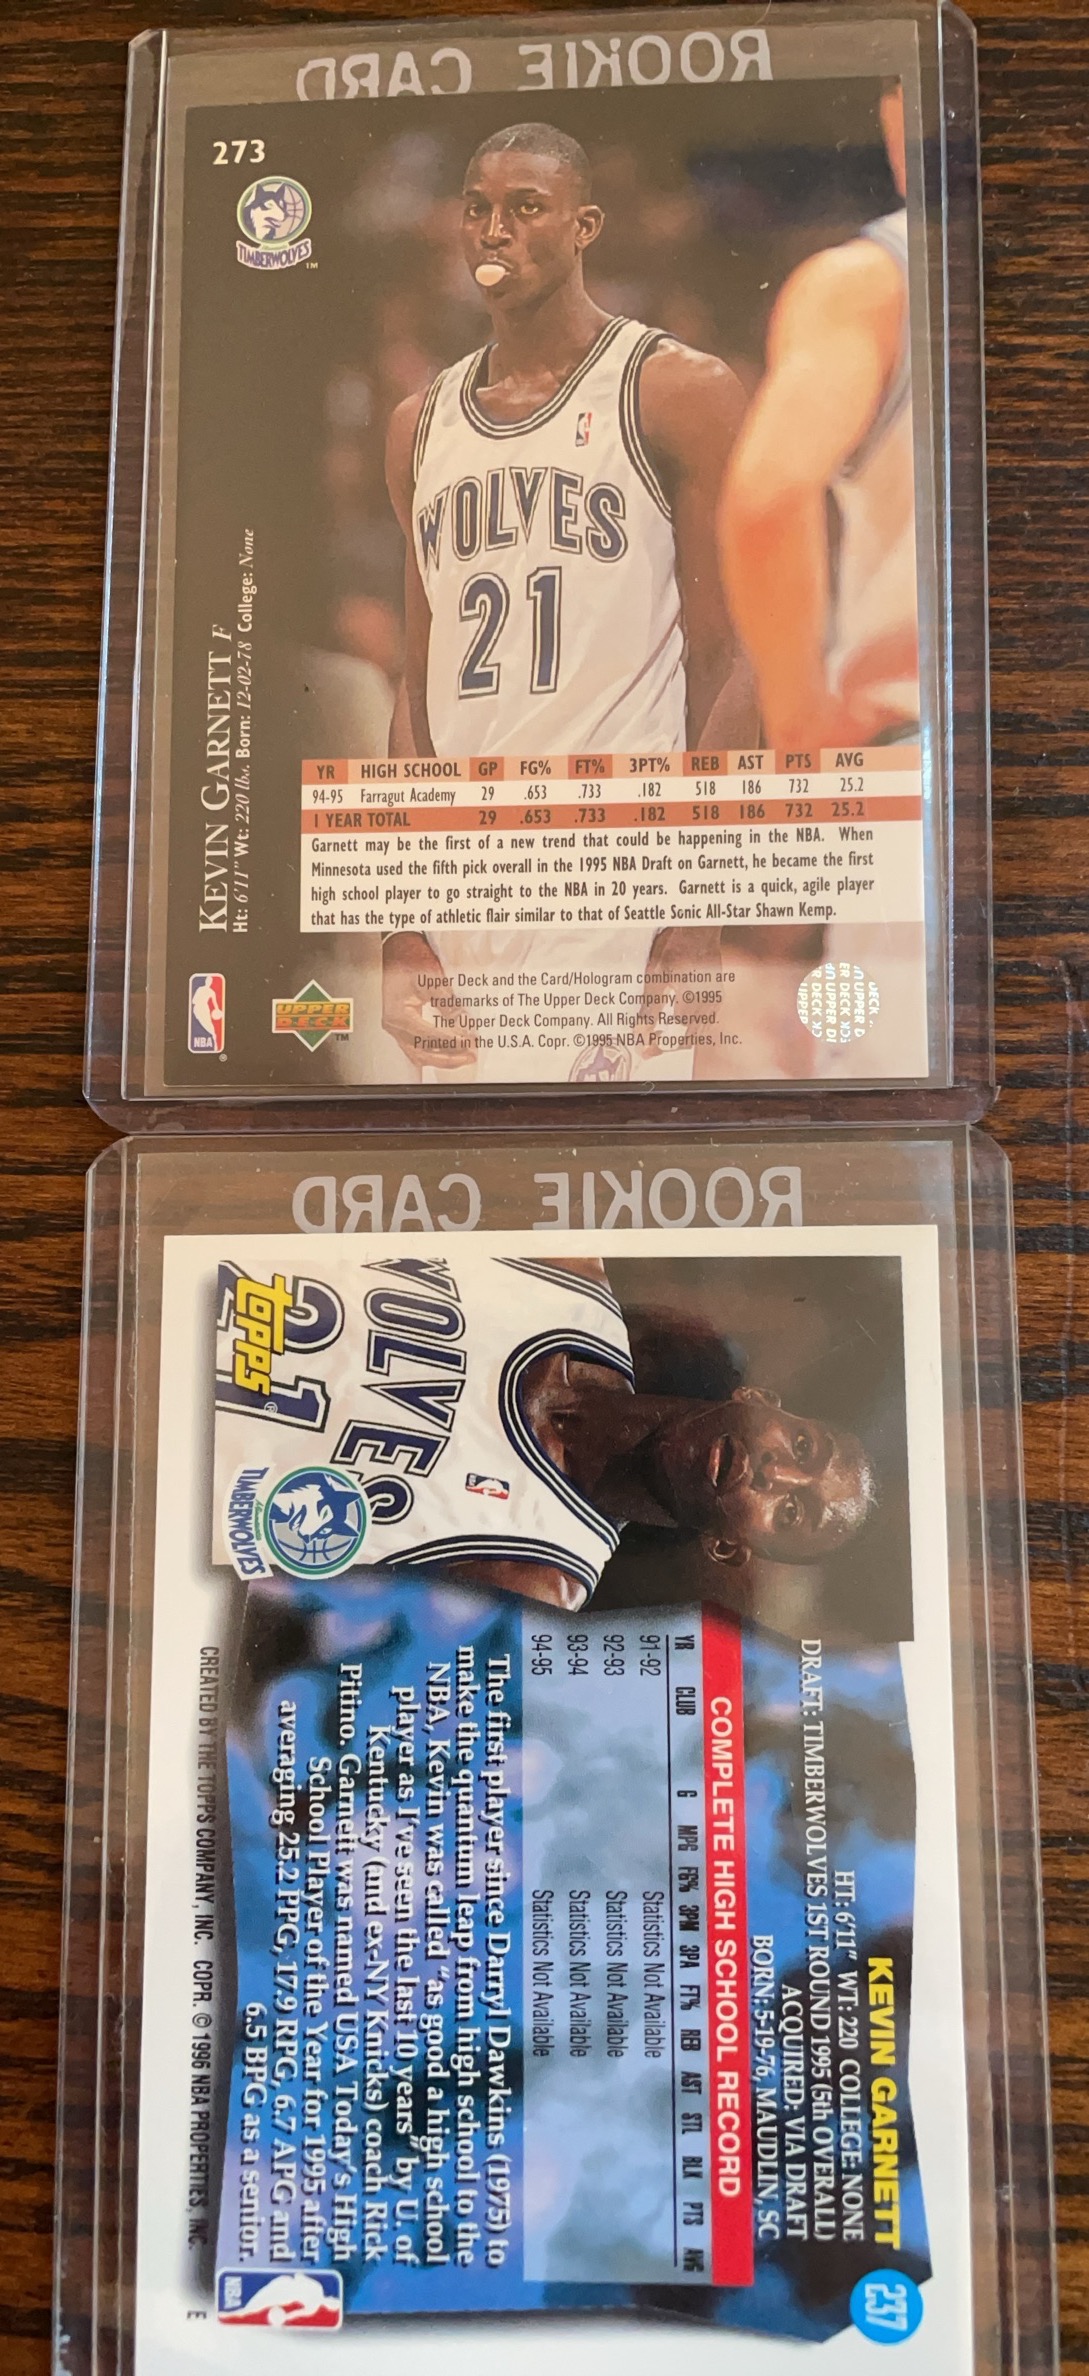 ROOKIE CARD
273
TIMBERWOLVES
TM
WOLVES
21
KEVIN GARNETT F
Ht: 6'11" Wt: 220 lbs. Born: 12-02-78 College: None
YR HIGH SCHOOL GP FG% FT% 3PT% REB AST PTS AVG
94-95 Farragut Academy 29 .653 .733 .182 518 186 732 25.2
1 YEAR TOTAL 29 .653 .733 .182 518 186 732 25.2
Garnett may be the first of a new trend that could be happening in the NBA. When
Minnesota used the fifth pick overall in the 1995 NBA Draft on Garnett, he became the first
high school player to go straight to the NBA in 20 years. Garnett is a quick, agile player
that has the type of athletic flair similar to that of Seattle Sonic All-Star Shawn Kemp.
NBA
UPPER
DECK
TM
Upper Deck and the Card/Hologram combination are
trademarks of The Upper Deck Company. ©1995
The Upper Deck Company. All Rights Reserved.
Printed in the U.S.A. Copr. ©1995 NBA Properties, Inc.
ROOKIE CARD
WOLVES
21
TOPPS®
TIMBERWOLVES
237
KEVIN GARNETT
HT: 6'11" WT: 220 COLLEGE: NONE
DRAFT: TIMBERWOLVES 1ST ROUND 1995 (5th OVERALL)
ACQUIRED: VIA DRAFT
BORN: 5-19-76, MAUDLIN, SC
COMPLETE HIGH SCHOOL RECORD
YR CLUB G MPG FG% 3PM 3PA FT% REB AST STL BLK PTS AVG
91-92 Statistics Not Available
92-93 Statistics Not Available
93-94 Statistics Not Available
94-95 Statistics Not Available
The first player since Darryl Dawkins (1975) to
make the quantum leap from high school to the
NBA, Kevin was called "as good a high school
player as I've seen the last 10 years" by U. of
Kentucky (and ex-NY Knicks) coach Rick
Pitino. Garnett was named USA Today's High
School Player of the Year for 1995 after
averaging 25.2 PPG, 17.9 RPG, 6.7 APG and
6.5 BPG as a senior.
CREATED BY THE TOPPS COMPANY, INC. COPR. © 1996 NBA PROPERTIES, INC. E
NBA